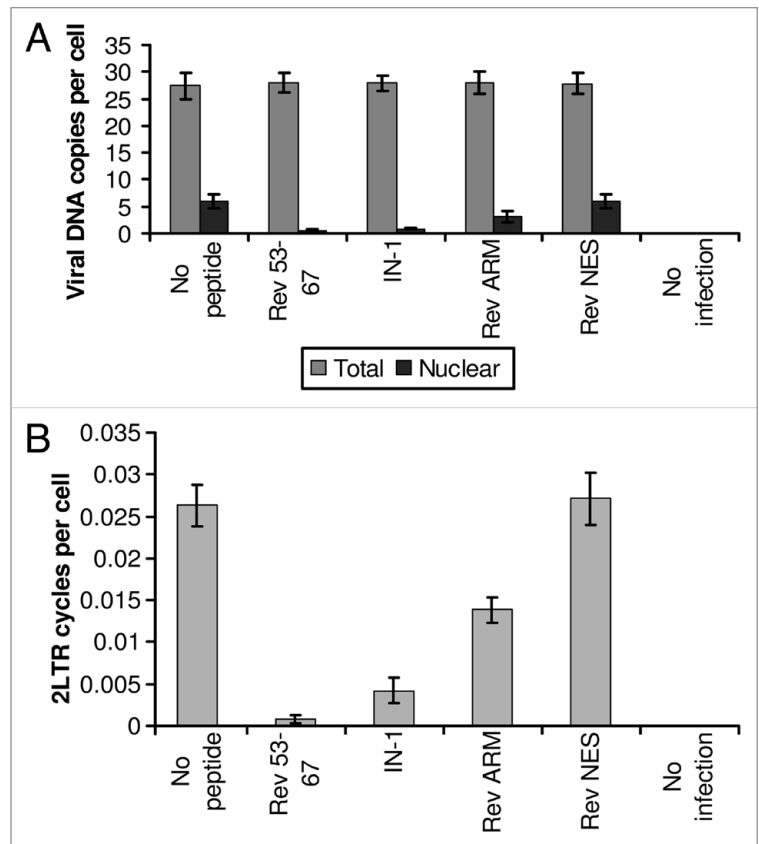 A
Viral DNA copies per cell
35
30
25
20
15
10
5
0
No
peptide
Rev 53-
67
IN-1
Rev ARM
Rev NES
No
infection
Total Nuclear
B
2LTR cycles per cell
0.035
0.03
0.025
0.02
0.015
0.01
0.005
0
No
peptide
Rev 53-
67
IN-1
Rev ARM
Rev NES
No
infection